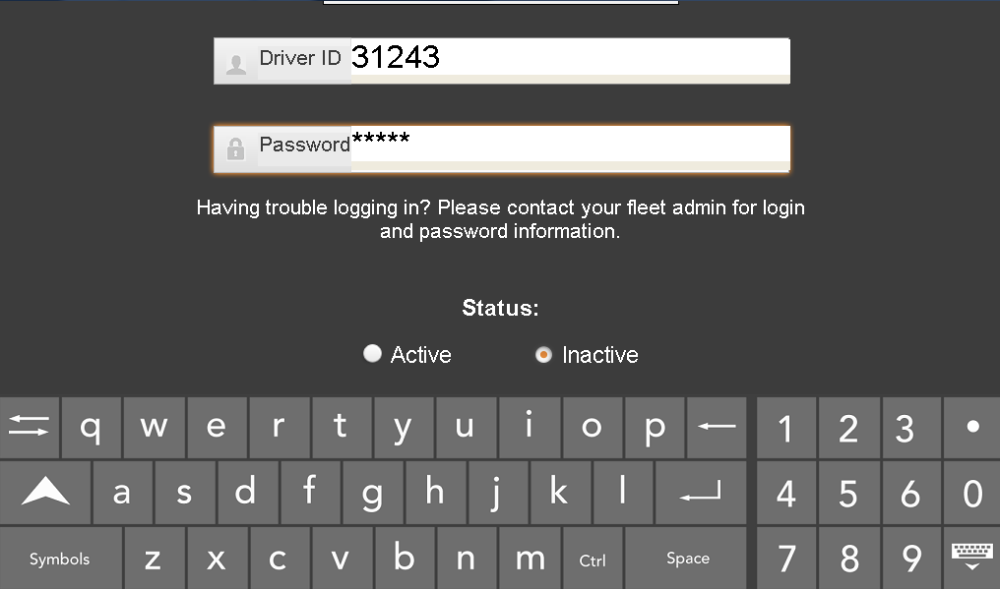 Driver ID 31243
Password *****
Having trouble logging in? Please contact your fleet admin for login
and password information.
Status:
Active Inactive
q w e r t y u i o p 1 2 3 •
a s d f g h j k l 4 5 6 0
Symbols z x c v b n m Ctrl Space 7 8 9